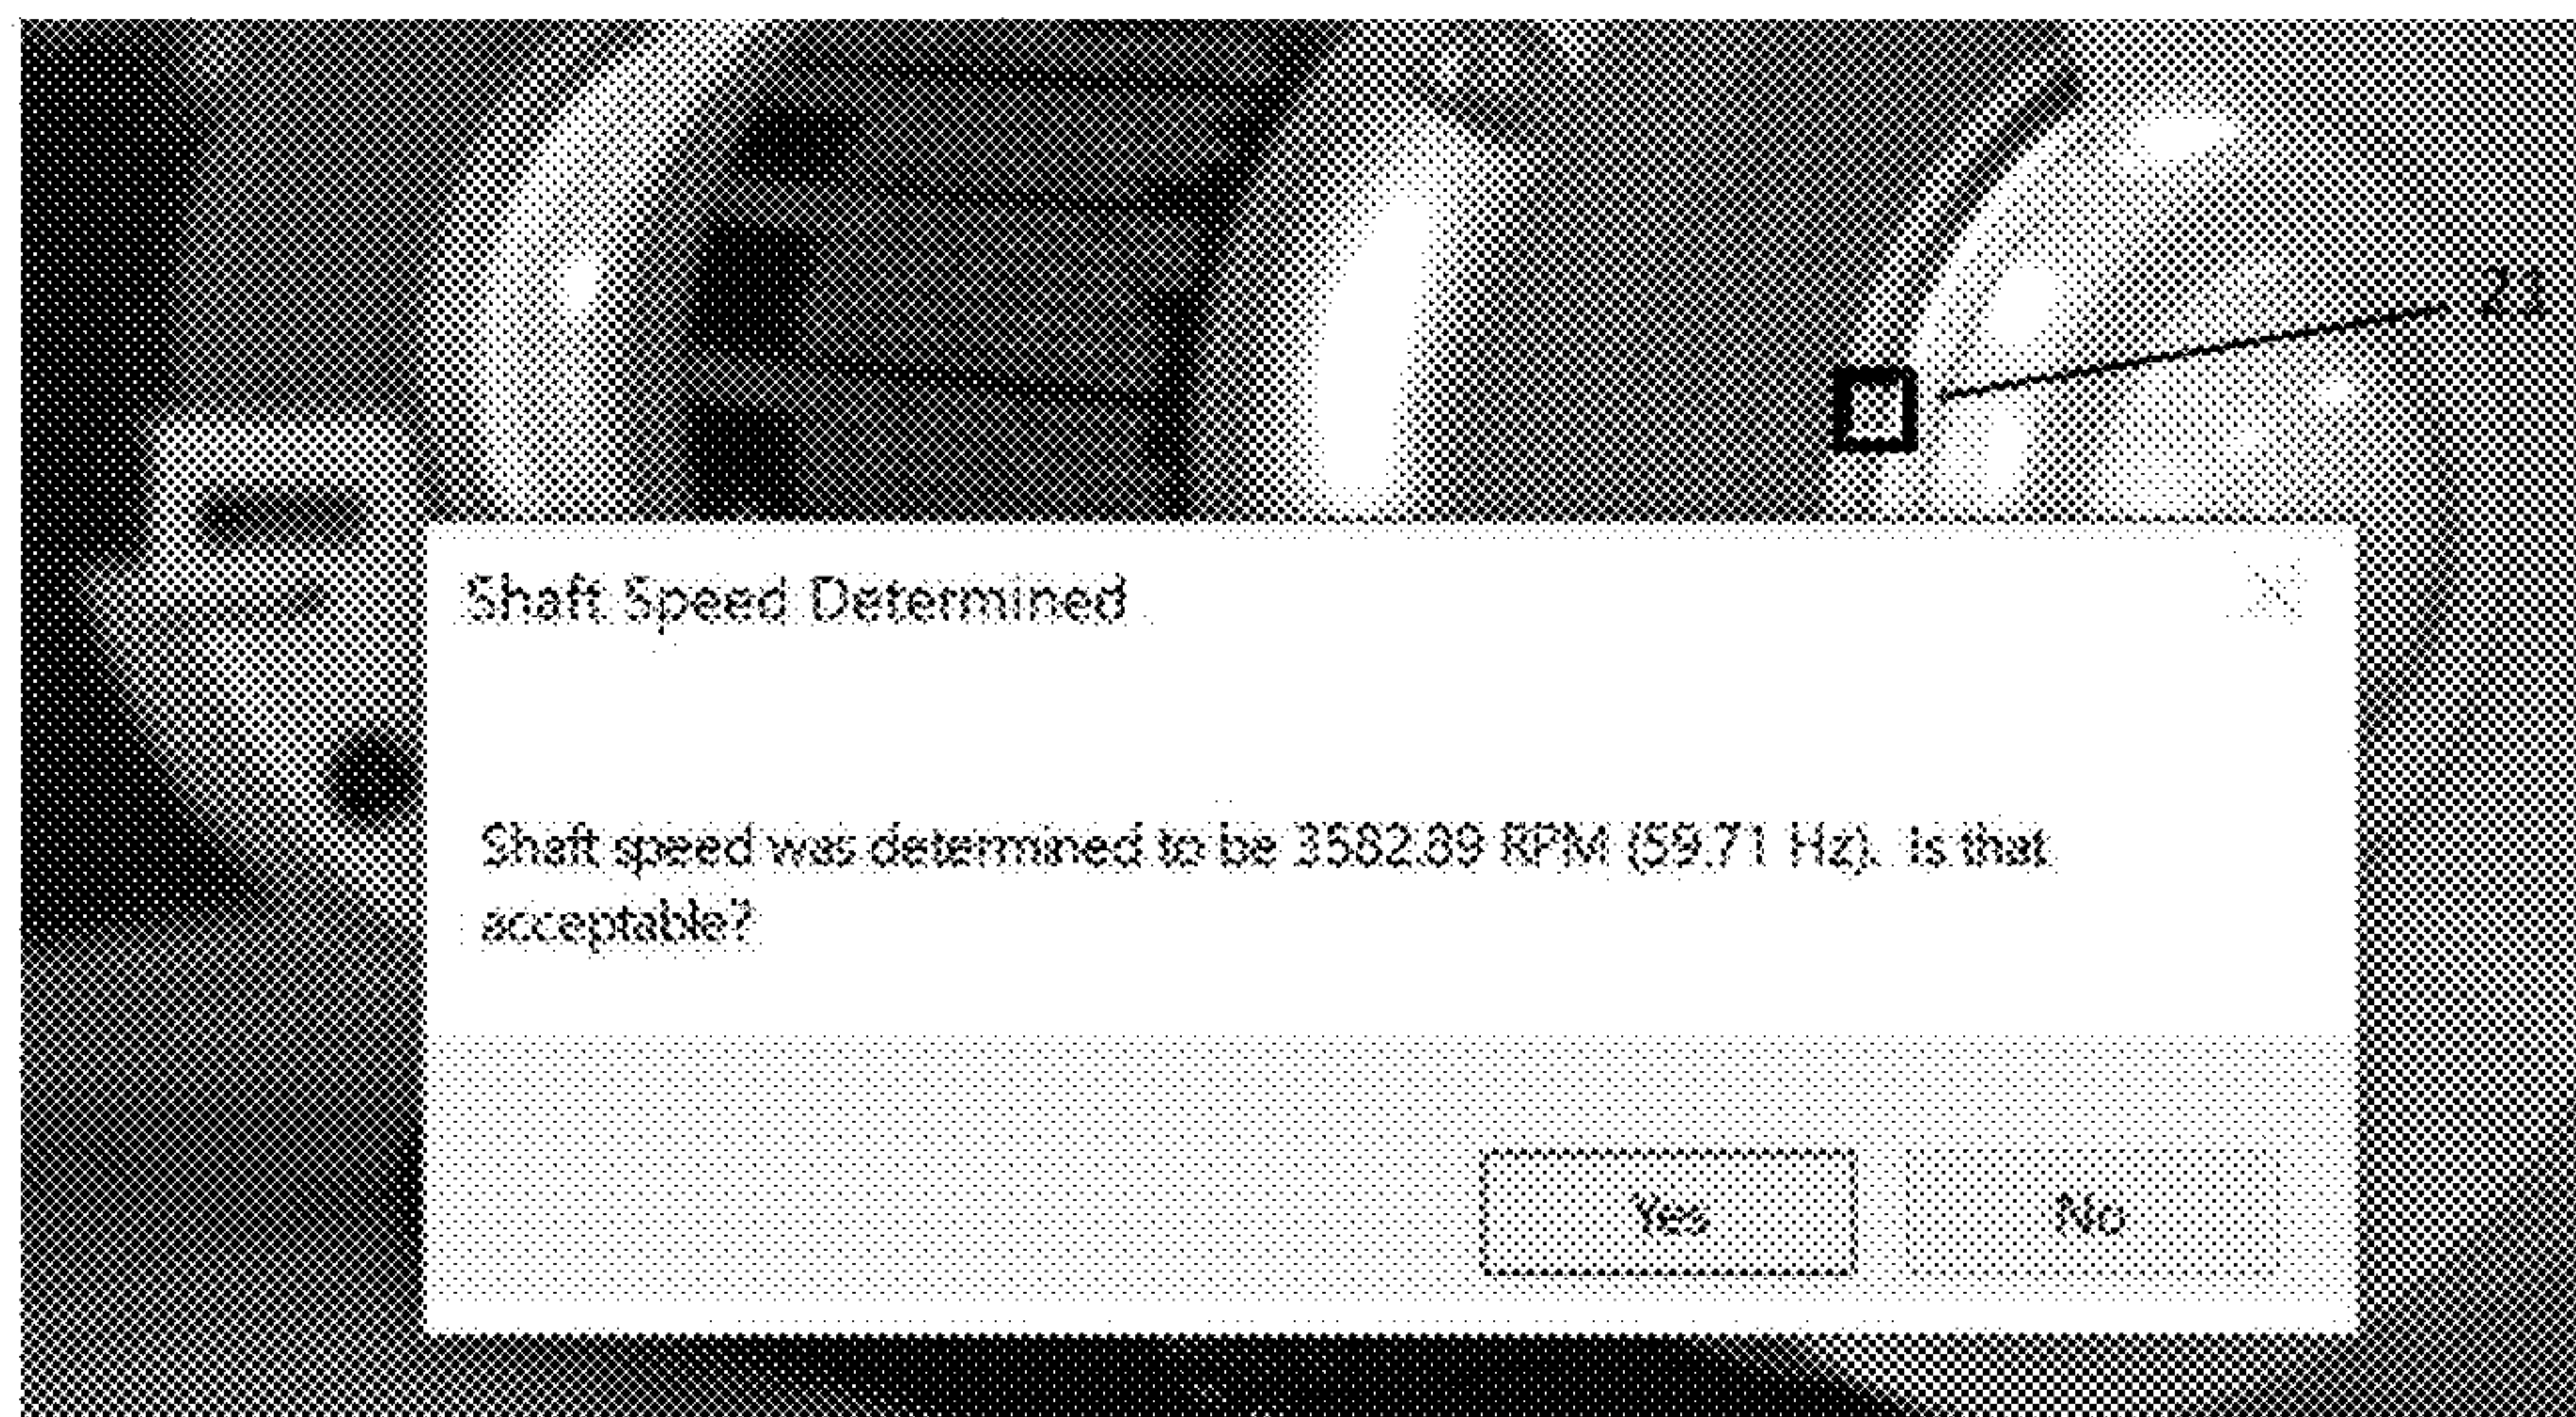 21
Shaft Speed Determined
Shaft speed was determined to be 3582.89 RPM (59.71 Hz). Is that
acceptable?
Yes No